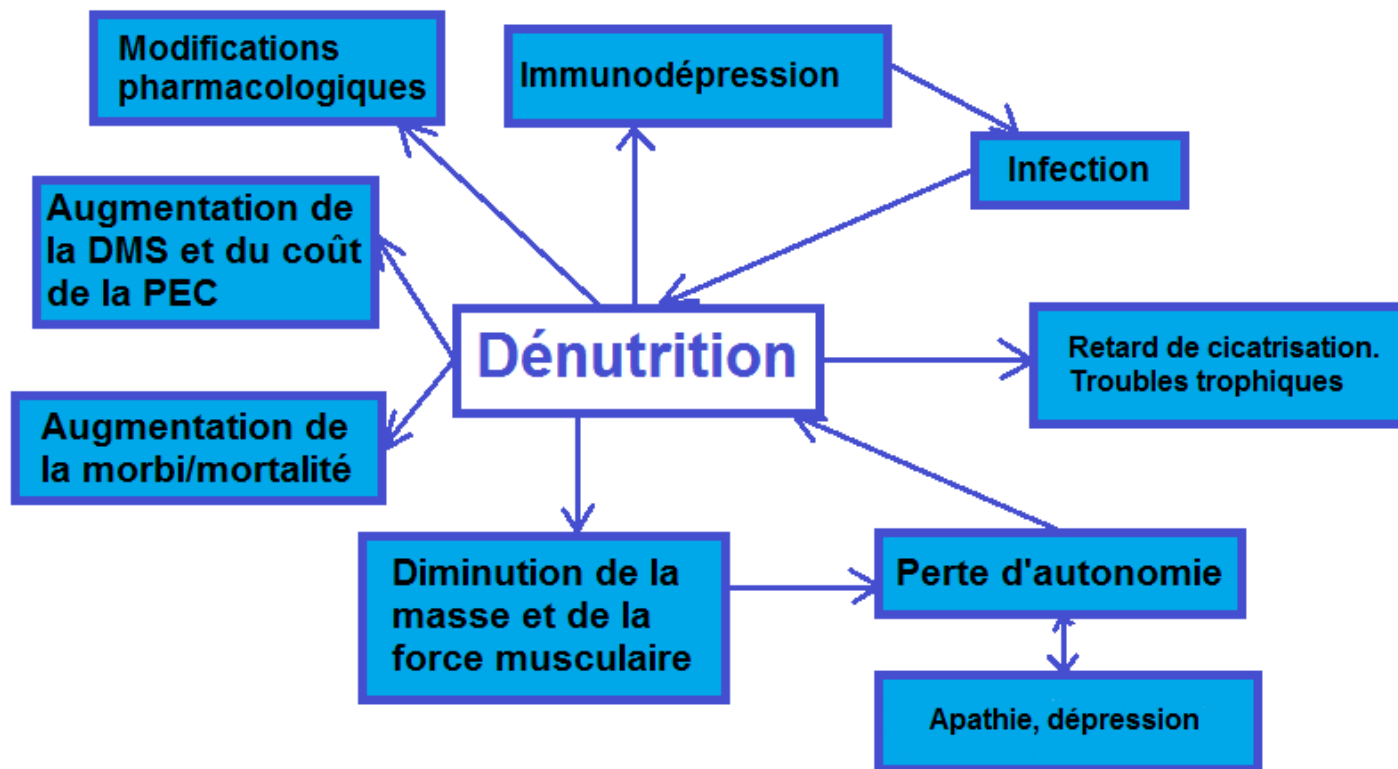 Modifications
pharmacologiques
Immunodépression
Infection
Augmentation de
la DMS et du coût
de la PEC
Dénutrition
Retard de cicatrisation.
Troubles trophiques
Augmentation de
la morbi/mortalité
Diminution de la
masse et de la
force musculaire
Perte d'autonomie
Apathie, dépression